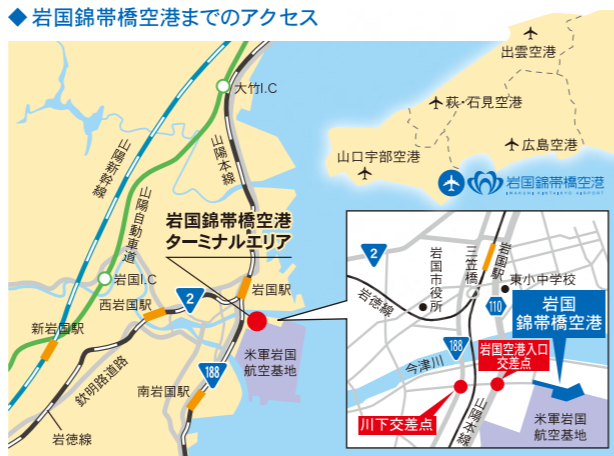 ◆ 岩国錦帯橋空港までのアクセス
出雲空港
萩・石見空港
広島空港
山口宇部空港
岩国錦帯橋空港
IWAKUNI KINTAIKYO AIRPORT
大竹I.C
山陽本線
山陽新幹線
山陽自動車道
岩国錦帯橋空港
ターミナルエリア
岩国I.C
2
岩国駅
西岩国駅
新岩国駅
欽明路道路
188
南岩国駅
米軍岩国
航空基地
岩徳線
2
岩国市役所
三笠橋
岩国駅
東小中学校
岩徳線
110
岩国
錦帯橋空港
188
岩国空港入口
交差点
今津川
川下交差点
山陽本線
米軍岩国
航空基地